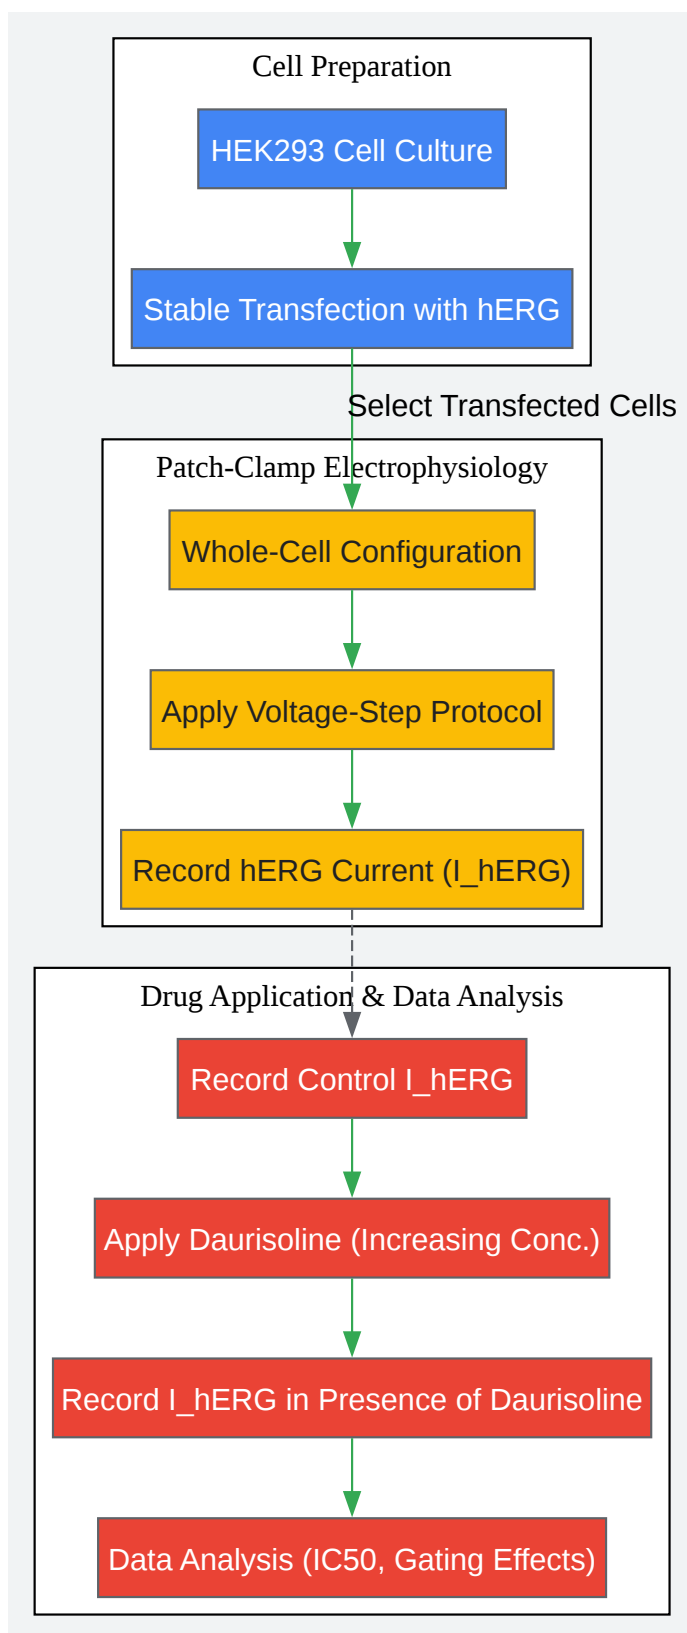 Cell Preparation
HEK293 Cell Culture
Stable Transfection with hERG
Select Transfected Cells
Patch-Clamp Electrophysiology
Whole-Cell Configuration
Apply Voltage-Step Protocol
Record hERG Current (I_hERG)
Drug Application & Data Analysis
Record Control I_hERG
Apply Daurisoline (Increasing Conc.)
Record I_hERG in Presence of Daurisoline
Data Analysis (IC50, Gating Effects)